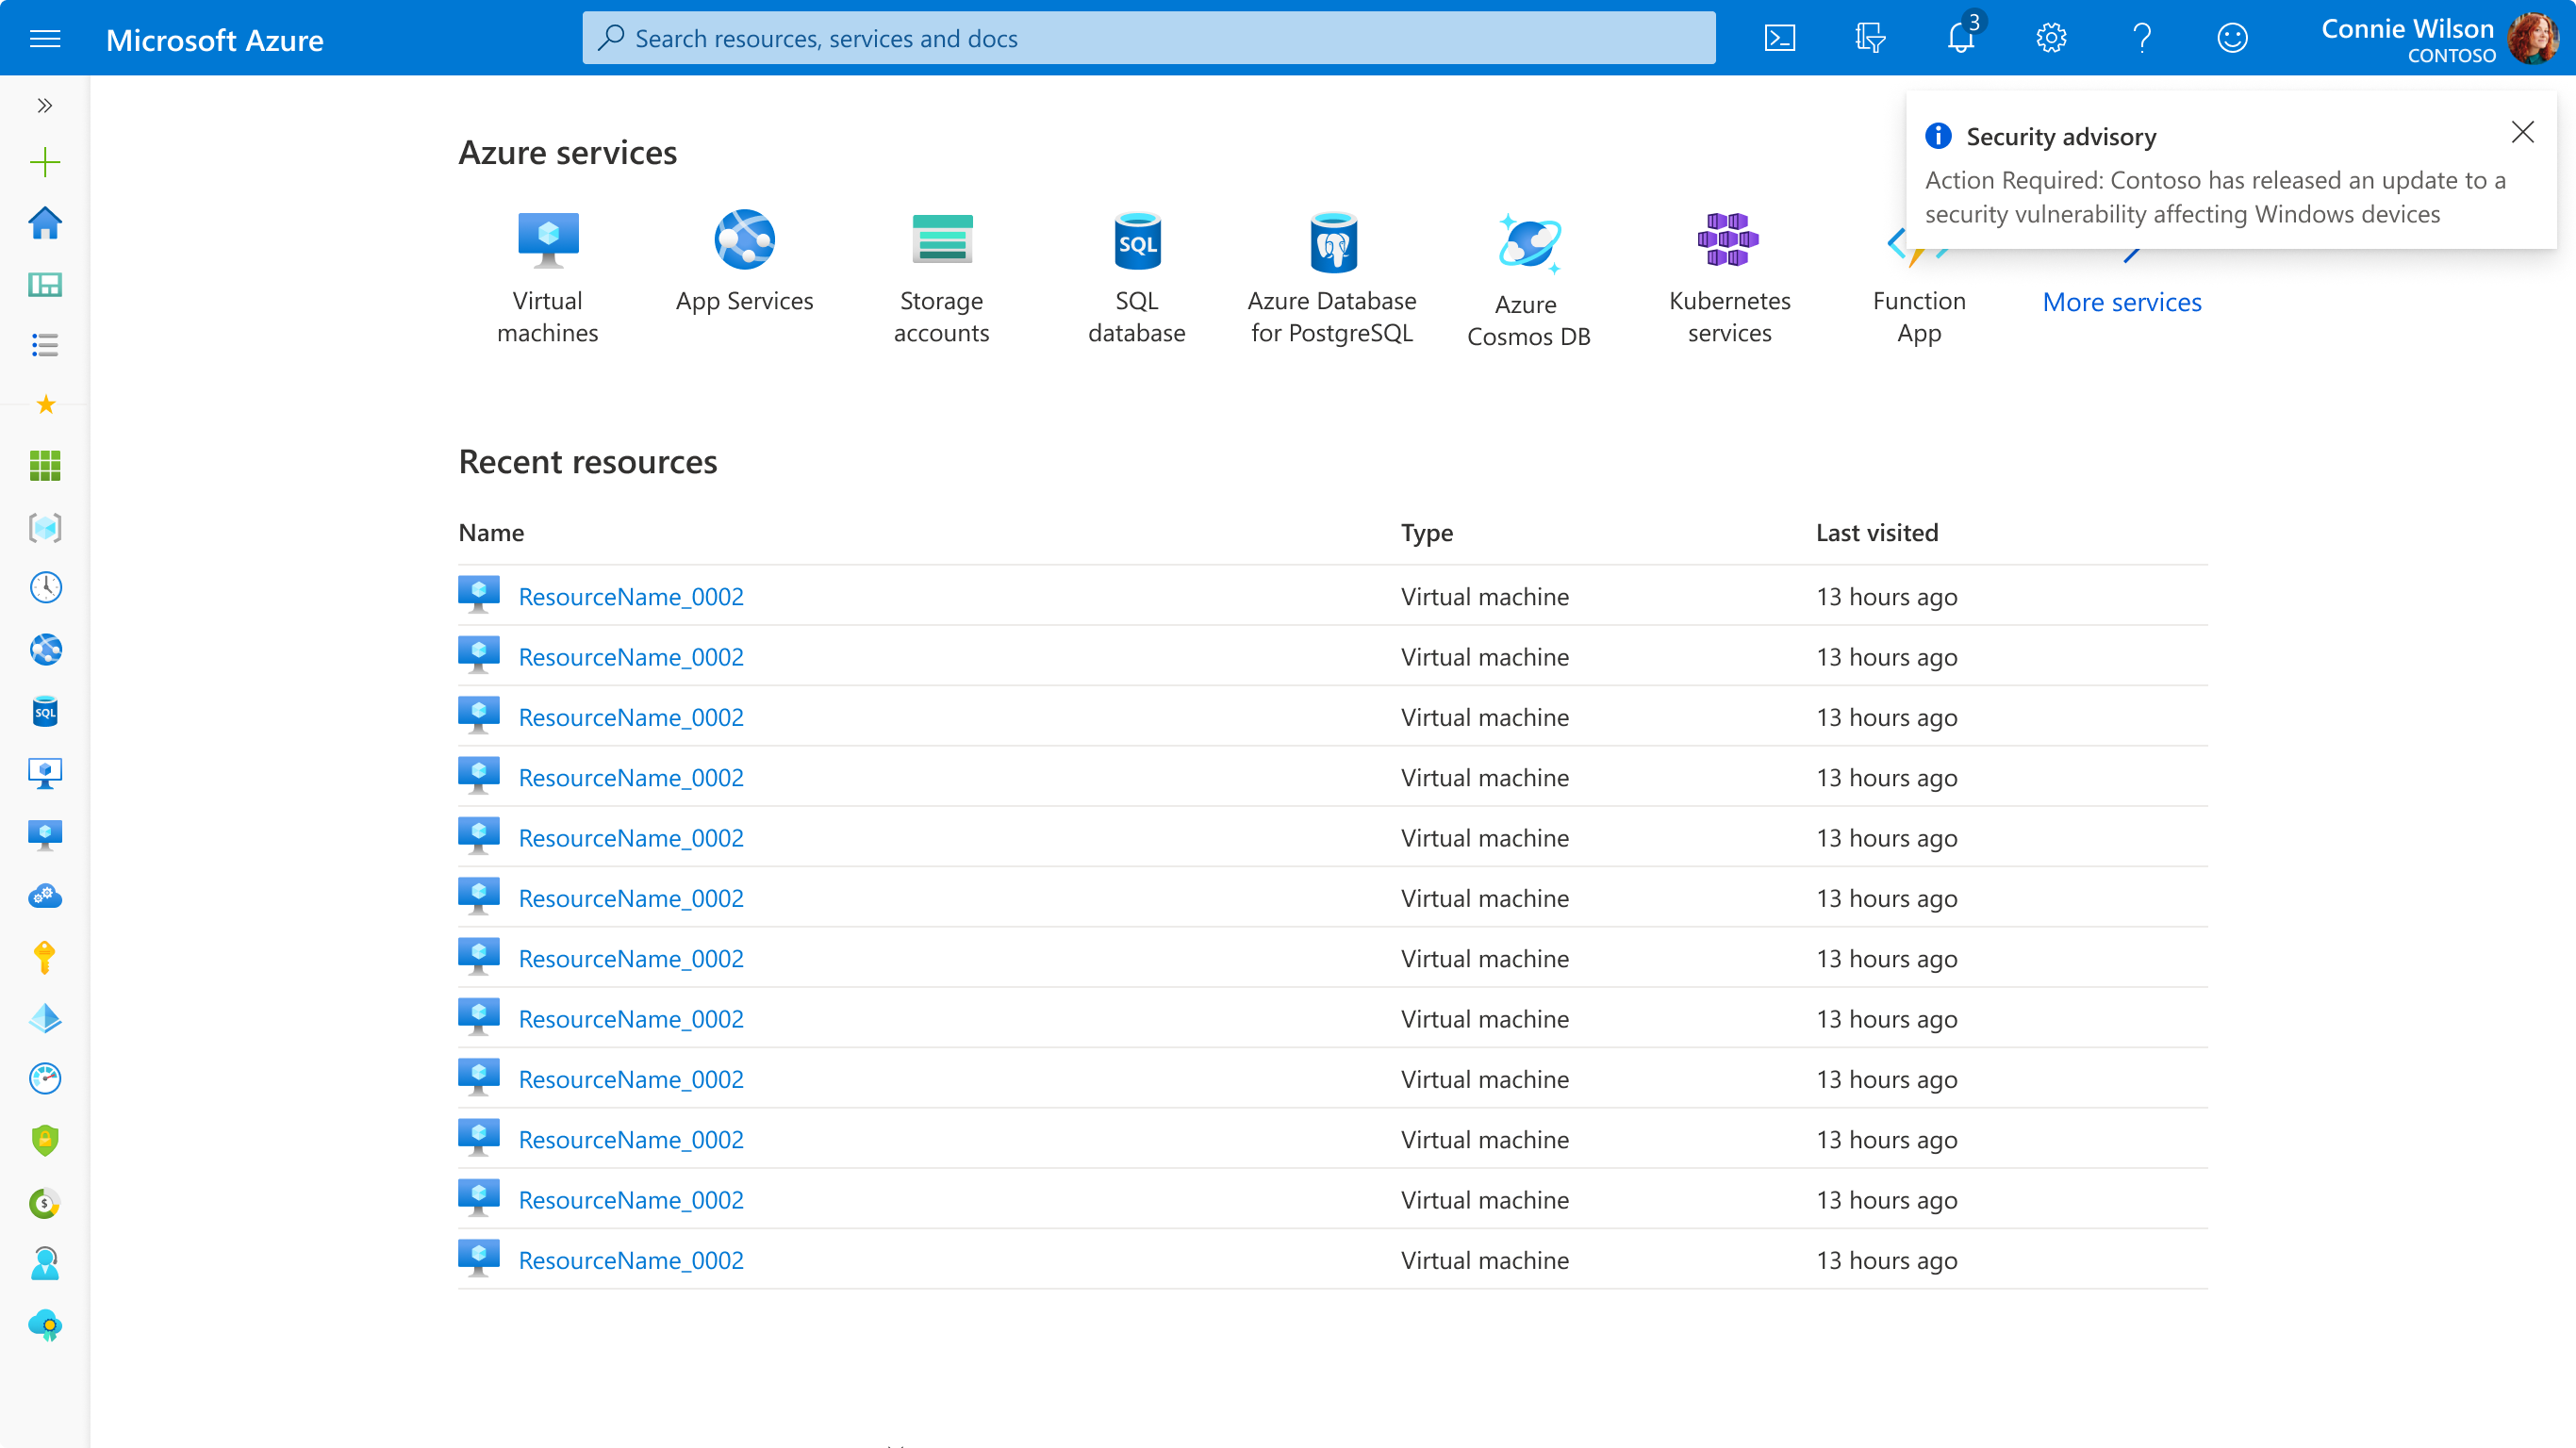 Microsoft Azure
Search resources, services and docs
3
Connie Wilson
CONTOSO
Security advisory
Action Required: Contoso has released an update to a
security vulnerability affecting Windows devices
Azure services
Virtual
machines
App Services
Storage
accounts
SQL
SQL
database
Azure Database
for PostgreSQL
Azure
Cosmos DB
Kubernetes
services
Function
App
More services
Recent resources
Name Type Last visited
ResourceName_0002 Virtual machine 13 hours ago
ResourceName_0002 Virtual machine 13 hours ago
ResourceName_0002 Virtual machine 13 hours ago
ResourceName_0002 Virtual machine 13 hours ago
ResourceName_0002 Virtual machine 13 hours ago
ResourceName_0002 Virtual machine 13 hours ago
ResourceName_0002 Virtual machine 13 hours ago
ResourceName_0002 Virtual machine 13 hours ago
ResourceName_0002 Virtual machine 13 hours ago
ResourceName_0002 Virtual machine 13 hours ago
ResourceName_0002 Virtual machine 13 hours ago
ResourceName_0002 Virtual machine 13 hours ago
SQL
$